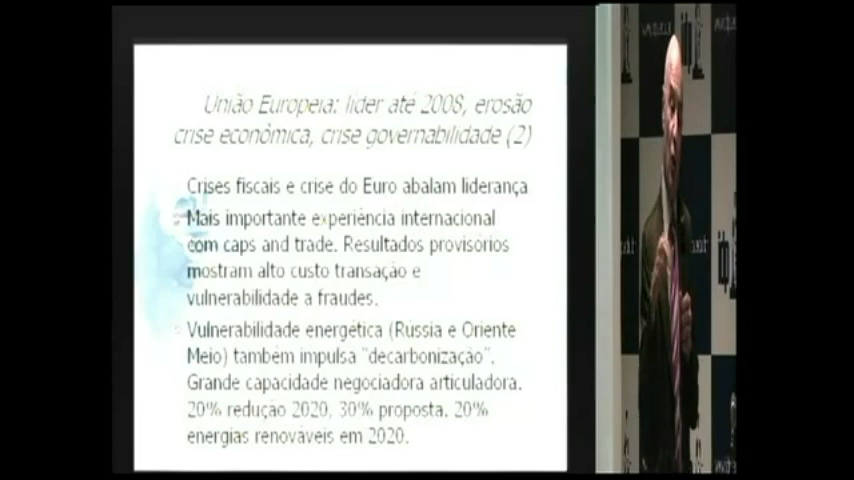 União Europeia: líder até 2008, erosão
crise econômica, crise governabilidade (2)
Crises fiscais e crise do Euro abalam liderança
Mais importante experiência internacional
com caps and trade. Resultados provisórios
mostram alto custo transação e
vulnerabilidade a fraudes.
Vulnerabilidade energética (Russia e Oriente
Meio) também impulsa "decarbonização".
Grande capacidade negociadora articuladora.
20% redução 2020, 30% proposta. 20%
energias renováveis em 2020.